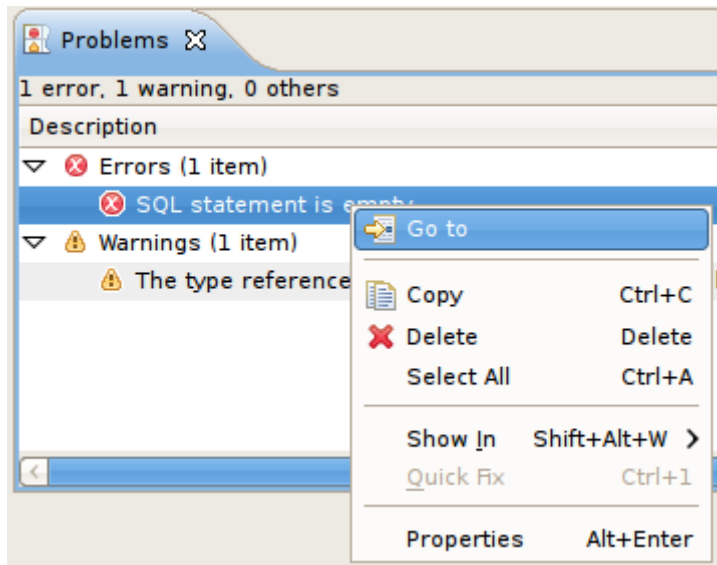 Problems
1 error, 1 warning, 0 others
Description
Errors (1 item)
SQL statement is empty
Go to
Warnings (1 item)
The type reference
Copy Ctrl+C
Delete Delete
Select All Ctrl+A
Show In Shift+Alt+W
Quick Fix Ctrl+1
Properties Alt+Enter